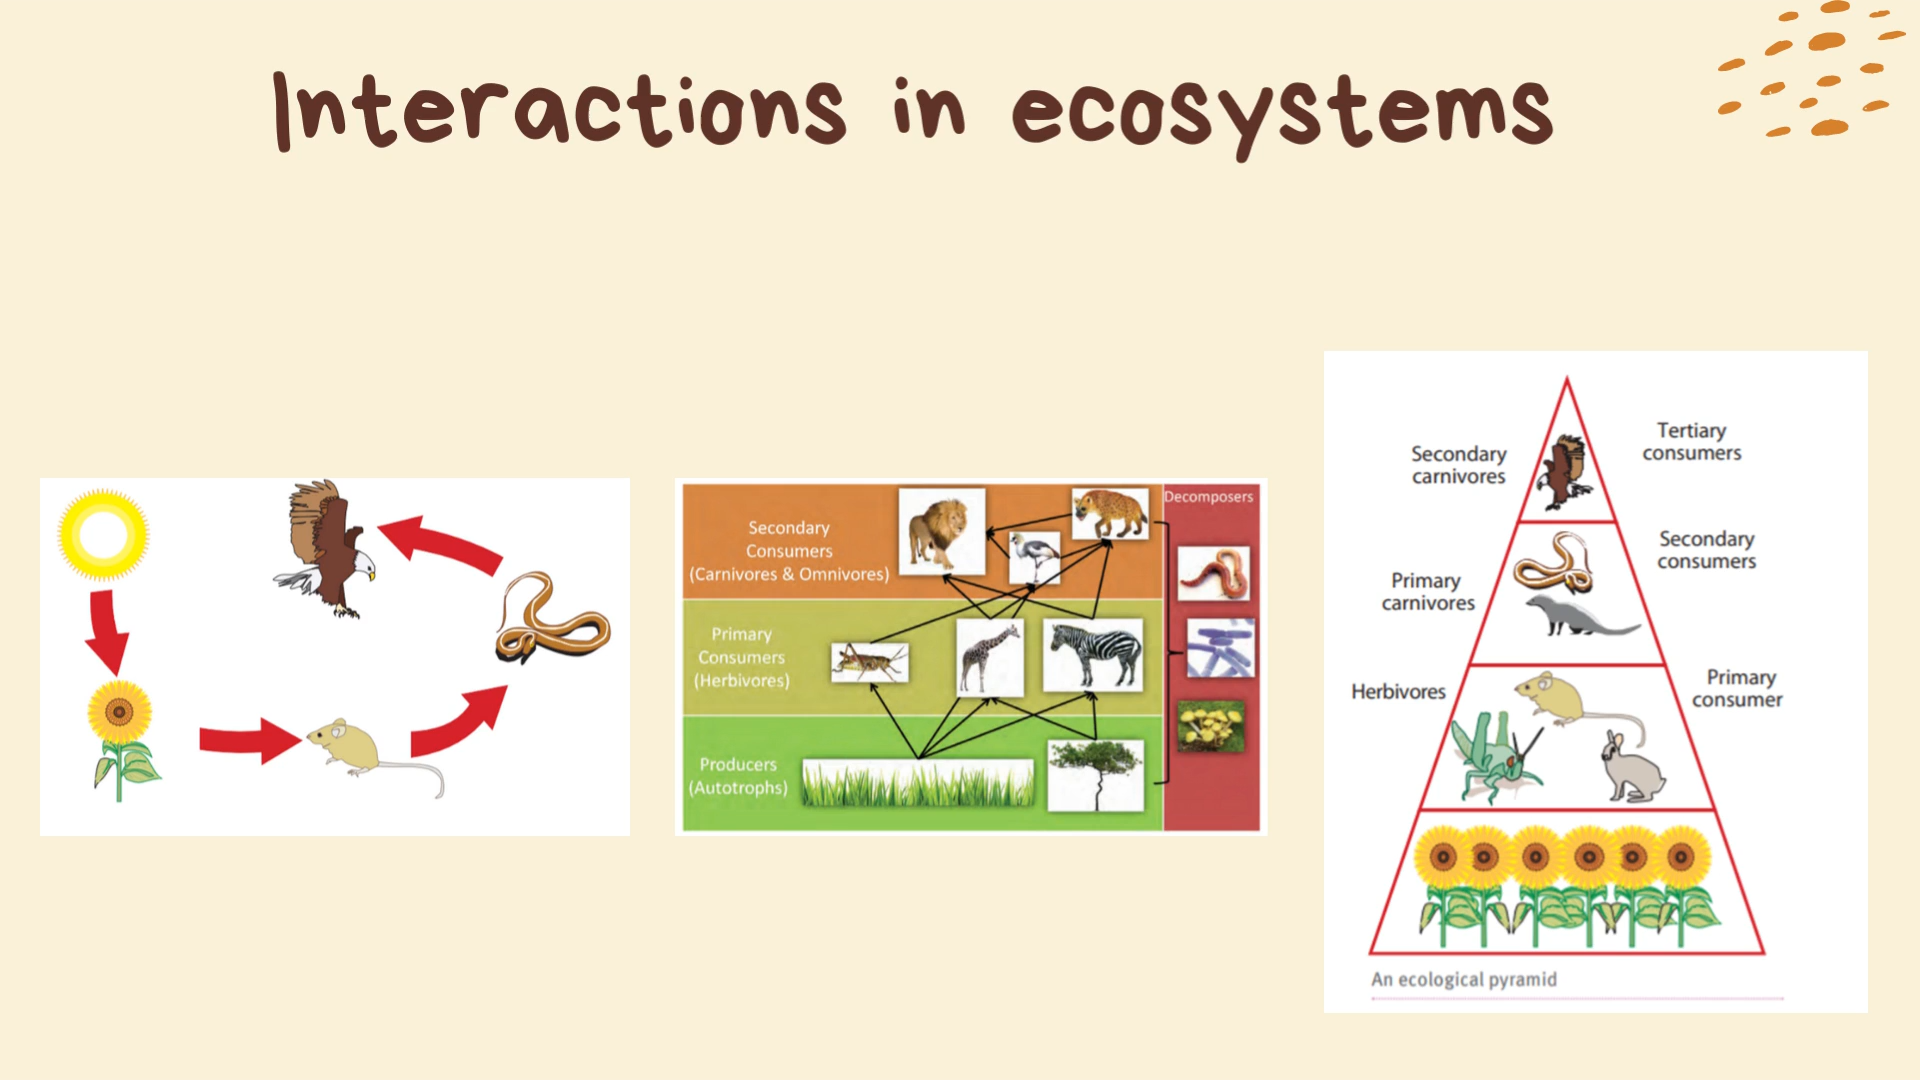 Interactions in ecosystems
Secondary
Consumers
(Carnivores & Omnivores)
Primary
Consumers
(Herbivores)
Producers
(Autotrophs)
Decomposers
Secondary
carnivores
Tertiary
consumers
Primary
carnivores
Secondary
consumers
Herbivores
Primary
consumer
An ecological pyramid